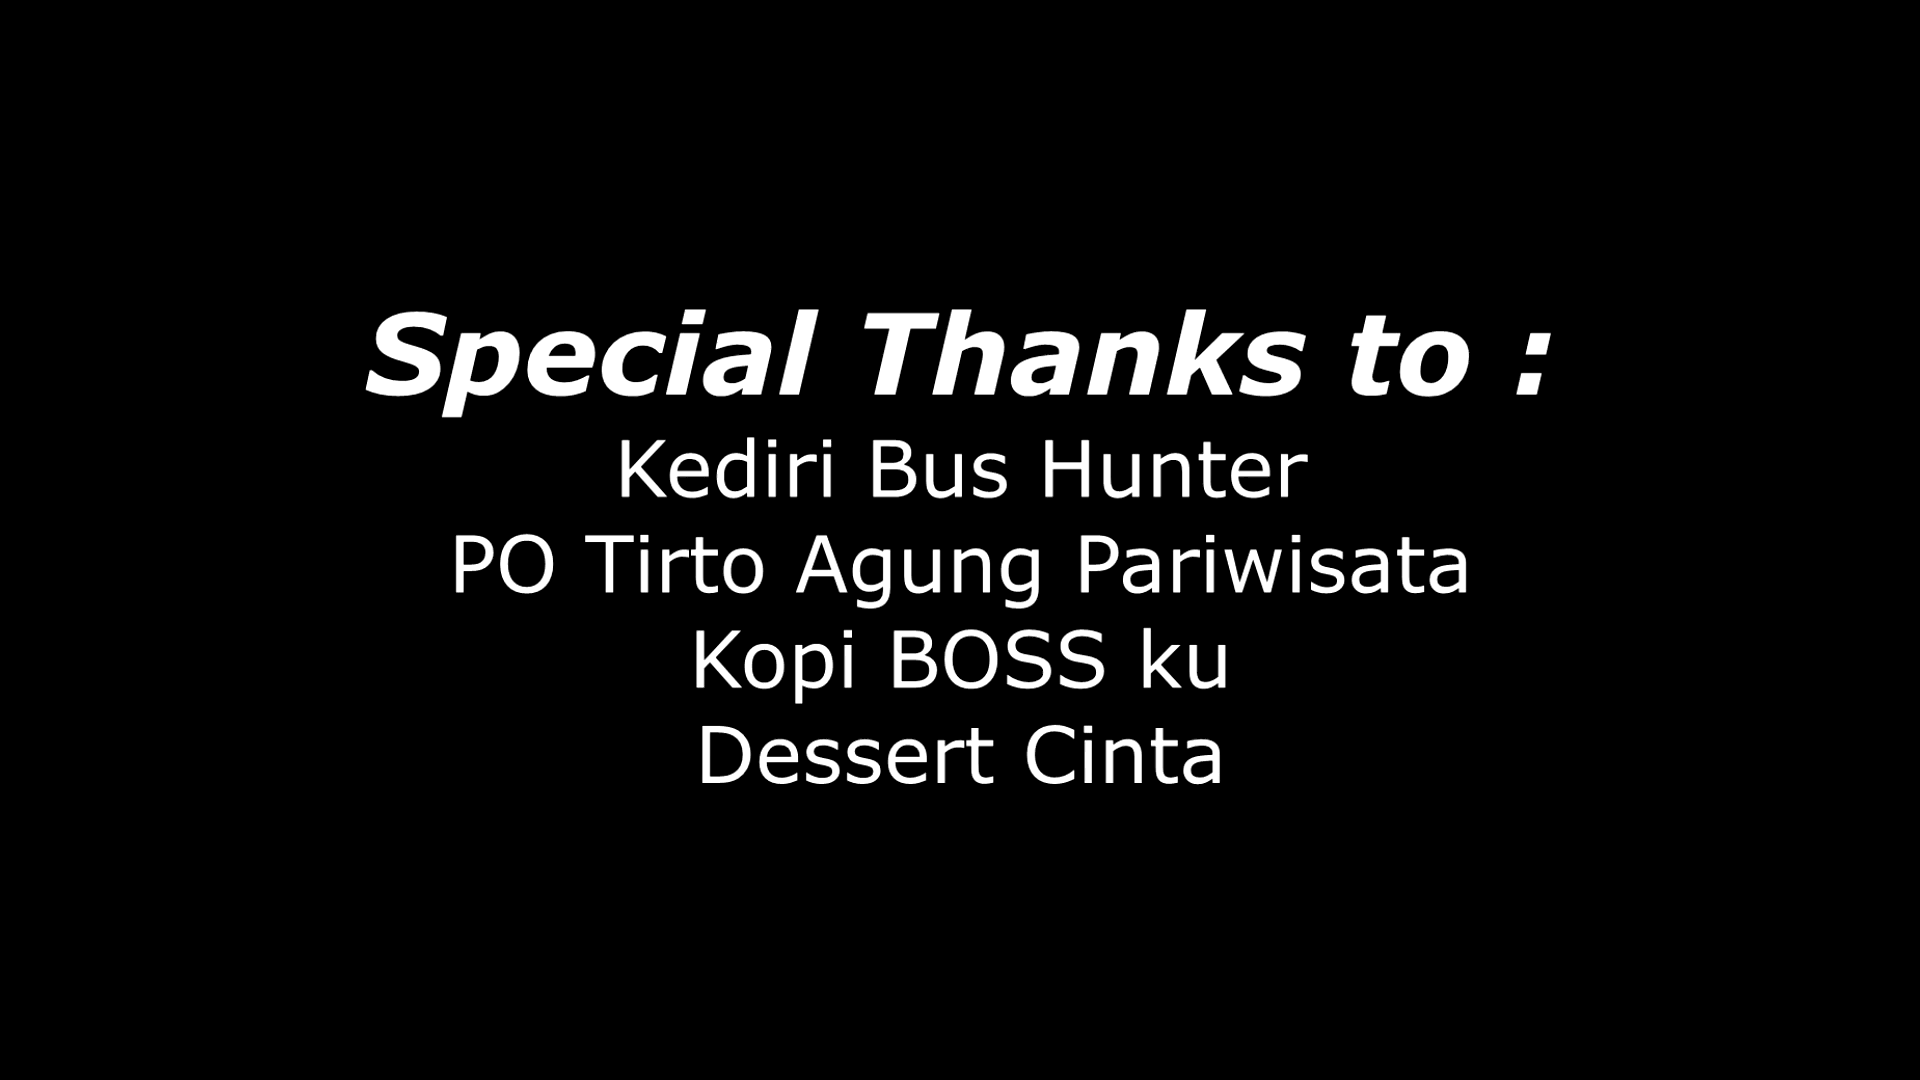 Special Thanks to :
Kediri Bus Hunter
PO Tirto Agung Pariwisata
Kopi BOSS ku
Dessert Cinta